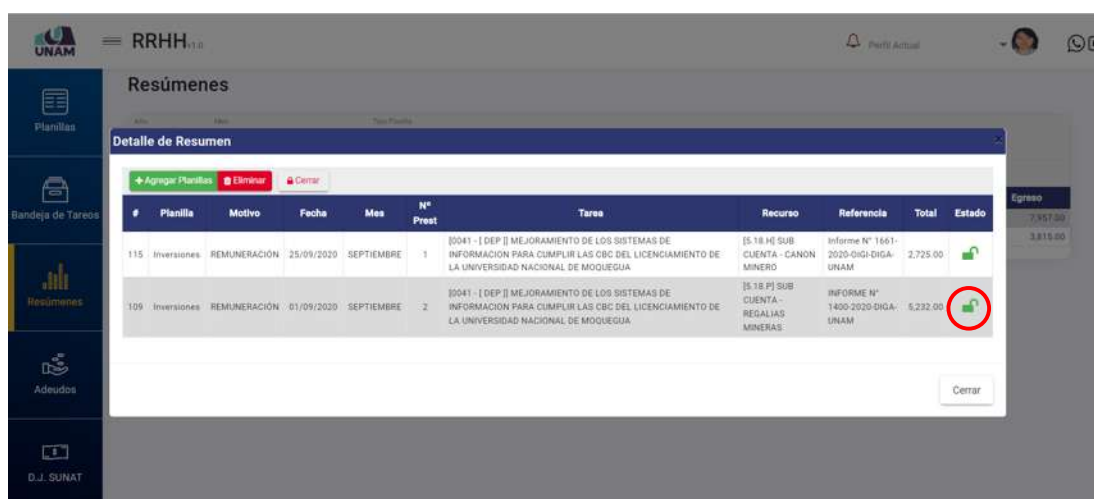 UNAM
RRHH v1.0
Perfil Actual
Resúmenes
Año Mes Tipo Planilla
Planillas
Bandeja de Tareos
Resúmenes
Adeudos
D.J. SUNAT
Detalle de Resumen
×
+Agregar Planillas Eliminar Cerrar
# Planilla Motivo Fecha Mes N° Prest Tarea Recurso Referencia Total Estado
115 Inversiones REMUNERACIÓN 25/09/2020 SEPTIEMBRE 1
[0041 - [ DEP ]] MEJORAMIENTO DE LOS SISTEMAS DE
INFORMACION PARA CUMPLIR LAS CBC DEL LICENCIAMIENTO DE
LA UNIVERSIDAD NACIONAL DE MOQUEGUA
[5.18.H] SUB
CUENTA - CANON
MINERO
Informe N° 1661-
2020-OIGI-DIGA-
UNAM
2,725.00
109 Inversiones REMUNERACIÓN 01/09/2020 SEPTIEMBRE 2
[0041 - [ DEP ]] MEJORAMIENTO DE LOS SISTEMAS DE
INFORMACION PARA CUMPLIR LAS CBC DEL LICENCIAMIENTO DE
LA UNIVERSIDAD NACIONAL DE MOQUEGUA
[5.18.P] SUB
CUENTA -
REGALIAS
MINERAS
INFORME N°
1400-2020-DIGA-
UNAM
5,232.00
Cerrar
Egreso
7,957.00
3,815.00